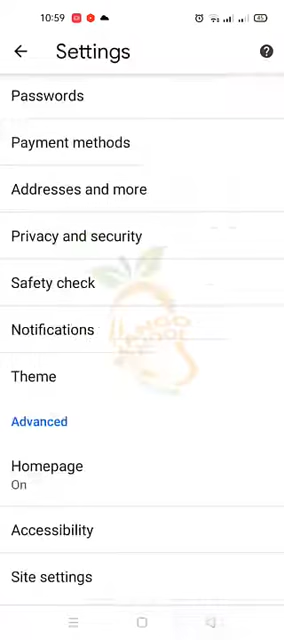 10:59
45
Settings
Passwords
Payment methods
Addresses and more
Privacy and security
Safety check
Notifications
Theme
Advanced
Homepage
On
Accessibility
Site settings